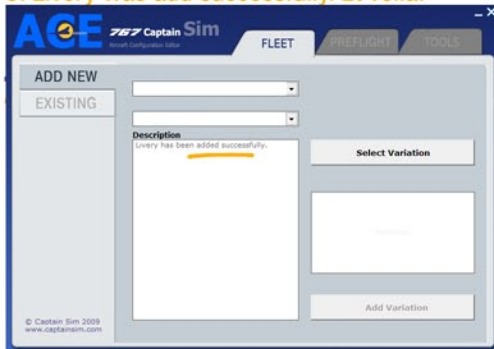 ACE 767 Captain Sim
Aircraft Configuration Editor
FLEET
PREFLIGHT
TOOLS
ADD NEW
EXISTING
Description
Livery has been added successfully.
Select Variation
Add Variation
© Captain Sim 2009
www.captainsim.com